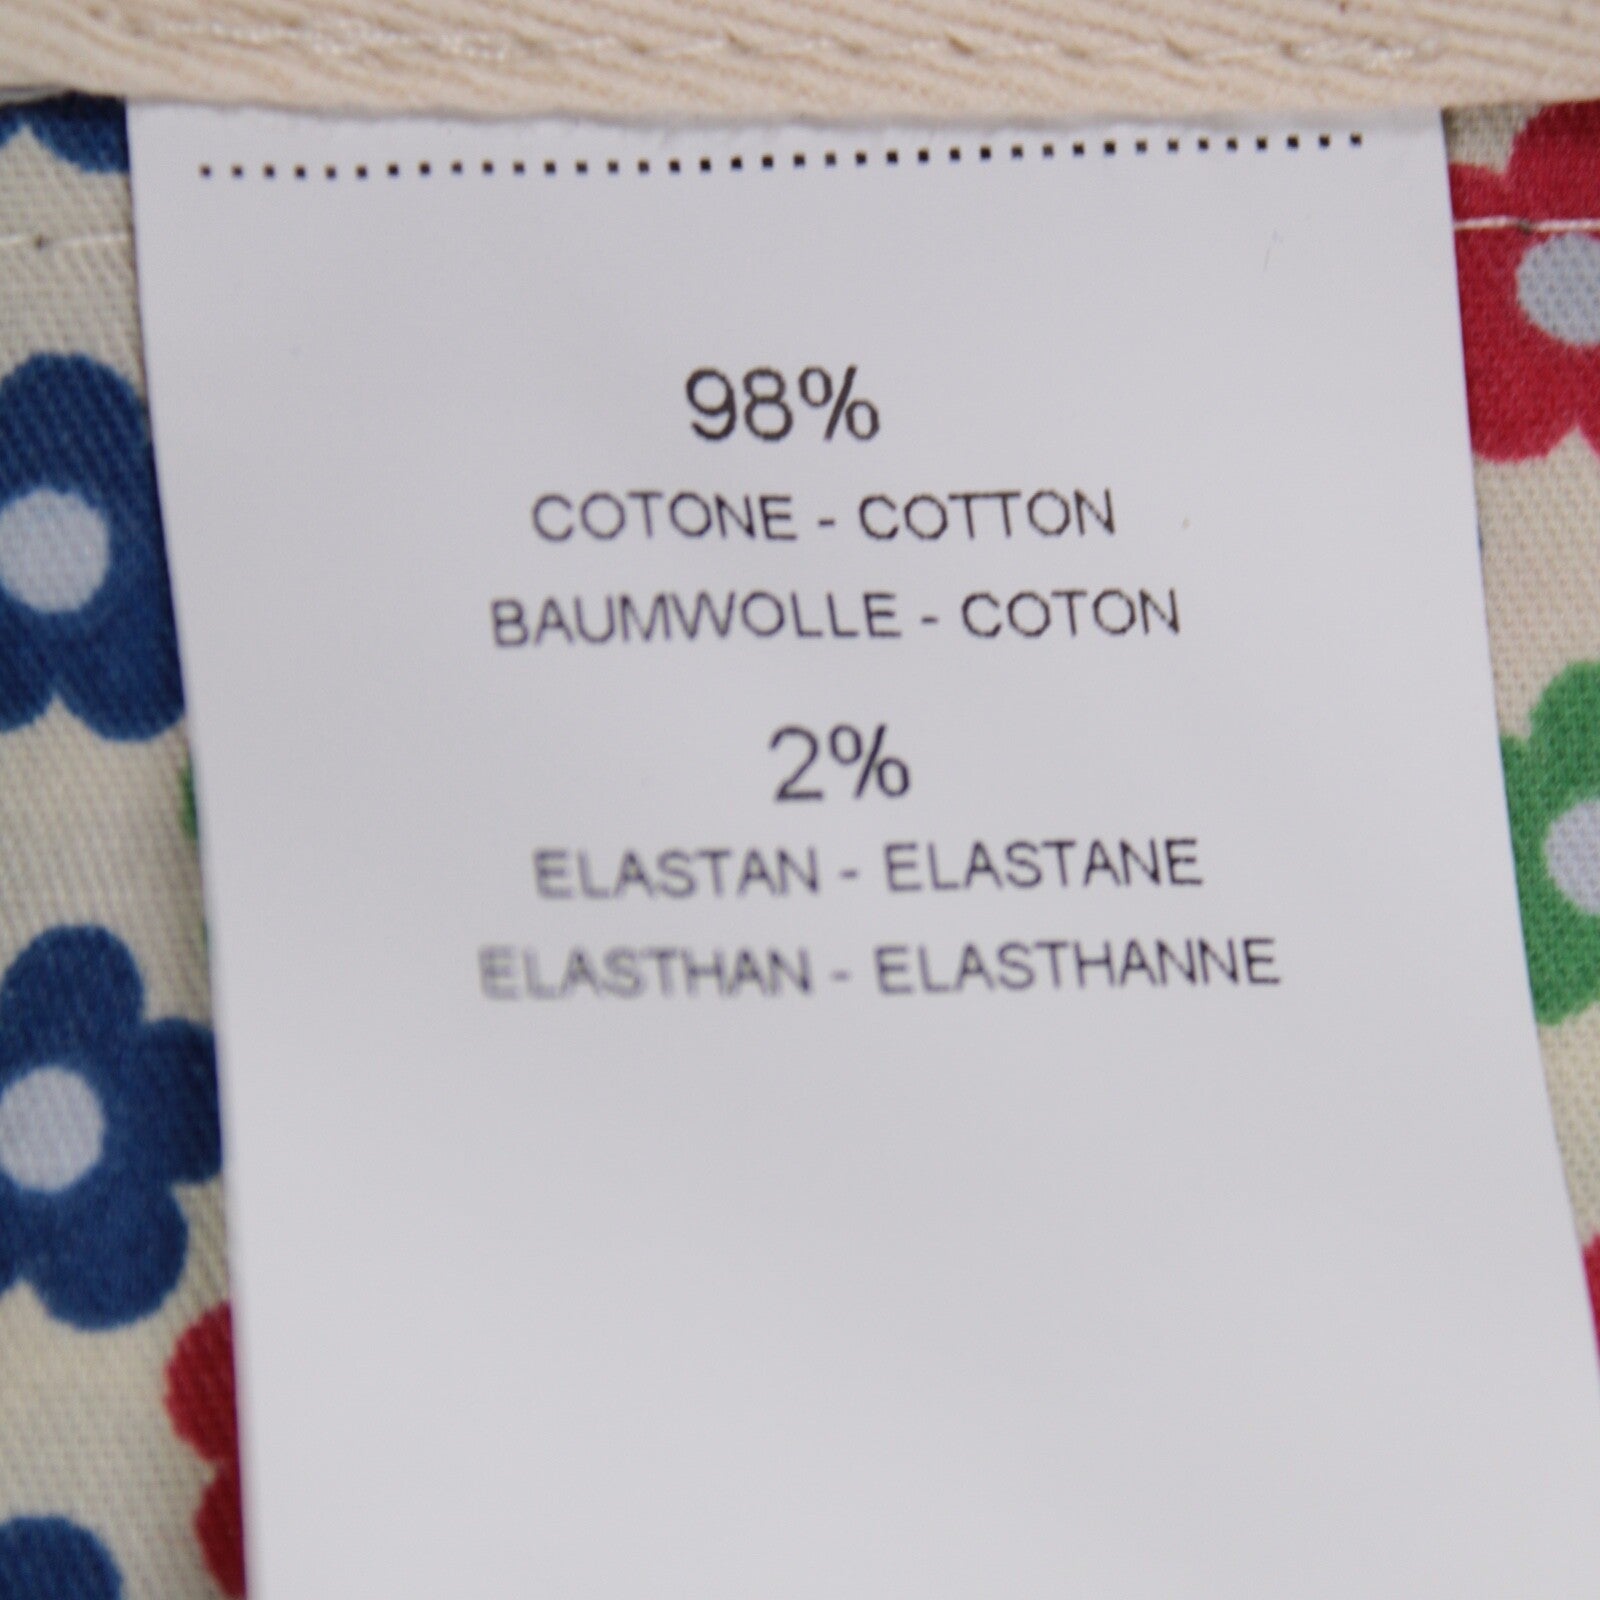 98%
COTONE - COTTON
BAUMWOLLE - COTON
2%
ELASTAN - ELASTANE
ELASTHAN - ELASTHANNE